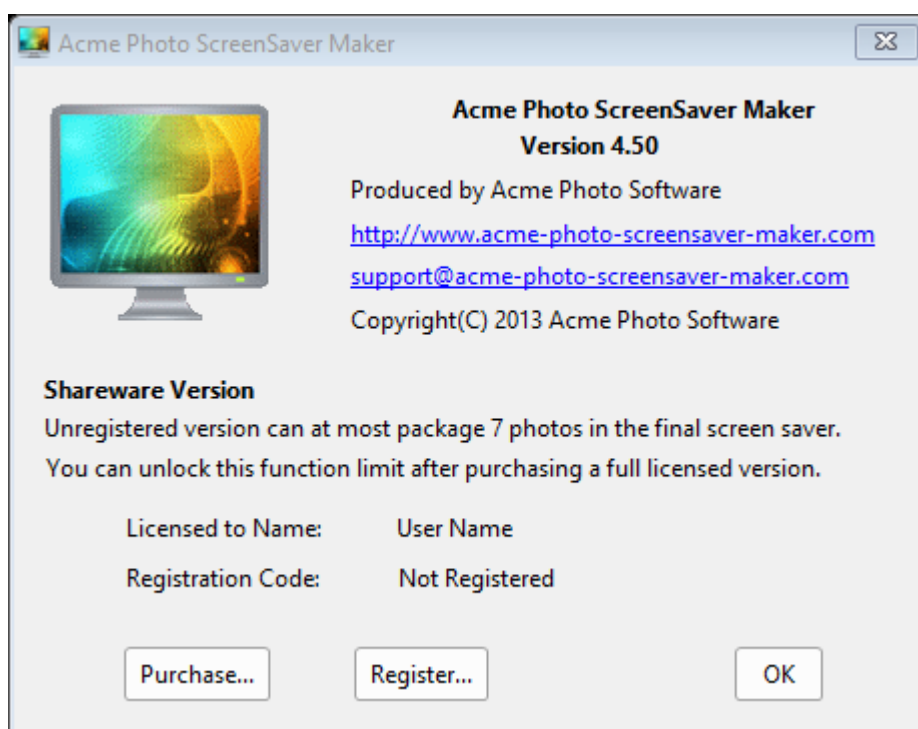 Acme Photo ScreenSaver Maker
Acme Photo ScreenSaver Maker
Version 4.50
Produced by Acme Photo Software
http://www.acme-photo-screensaver-maker.com
support@acme-photo-screensaver-maker.com
Copyright(C) 2013 Acme Photo Software
Shareware Version
Unregistered version can at most package 7 photos in the final screen saver.
You can unlock this function limit after purchasing a full licensed version.
Licensed to Name: User Name
Registration Code: Not Registered
Purchase... Register... OK